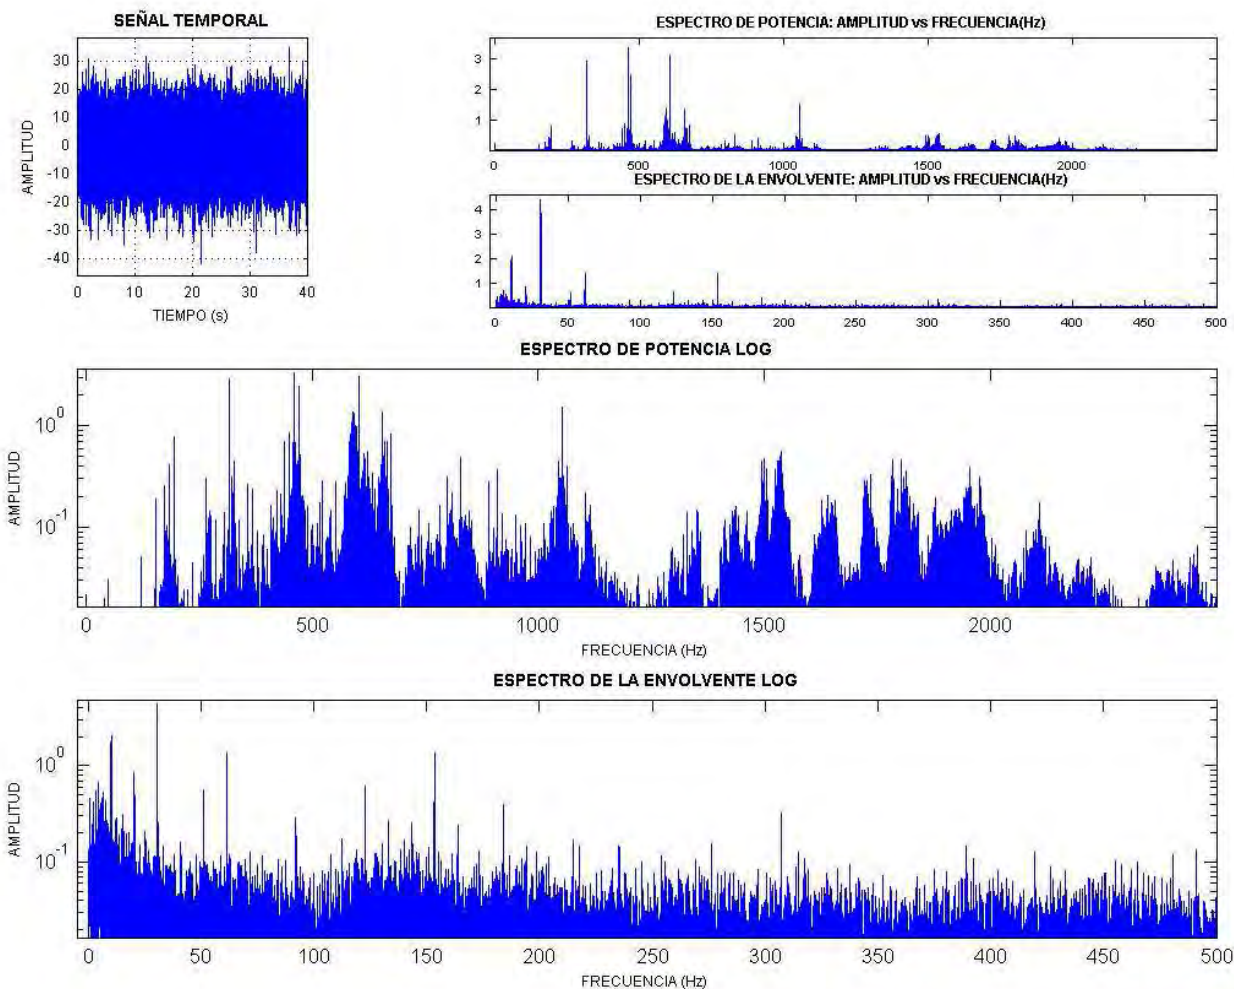 SEÑAL TEMPORAL
AMPLITUD
30
20
10
0
-10
-20
-30
-40
0 10 20 30 40
TIEMPO (s)
ESPECTRO DE POTENCIA: AMPLITUD vs FRECUENCIA(Hz)
3
2
1
0 500 1000 1500 2000
ESPECTRO DE LA ENVOLVENTE: AMPLITUD vs FRECUENCIA(Hz)
4
3
2
1
0 50 100 150 200 250 300 350 400 450 500
ESPECTRO DE POTENCIA LOG
AMPLITUD
10^0
10^-1
0 500 1000 1500 2000
FRECUENCIA (Hz)
ESPECTRO DE LA ENVOLVENTE LOG
AMPLITUD
10^0
10^-1
0 50 100 150 200 250 300 350 400 450 500
FRECUENCIA (Hz)